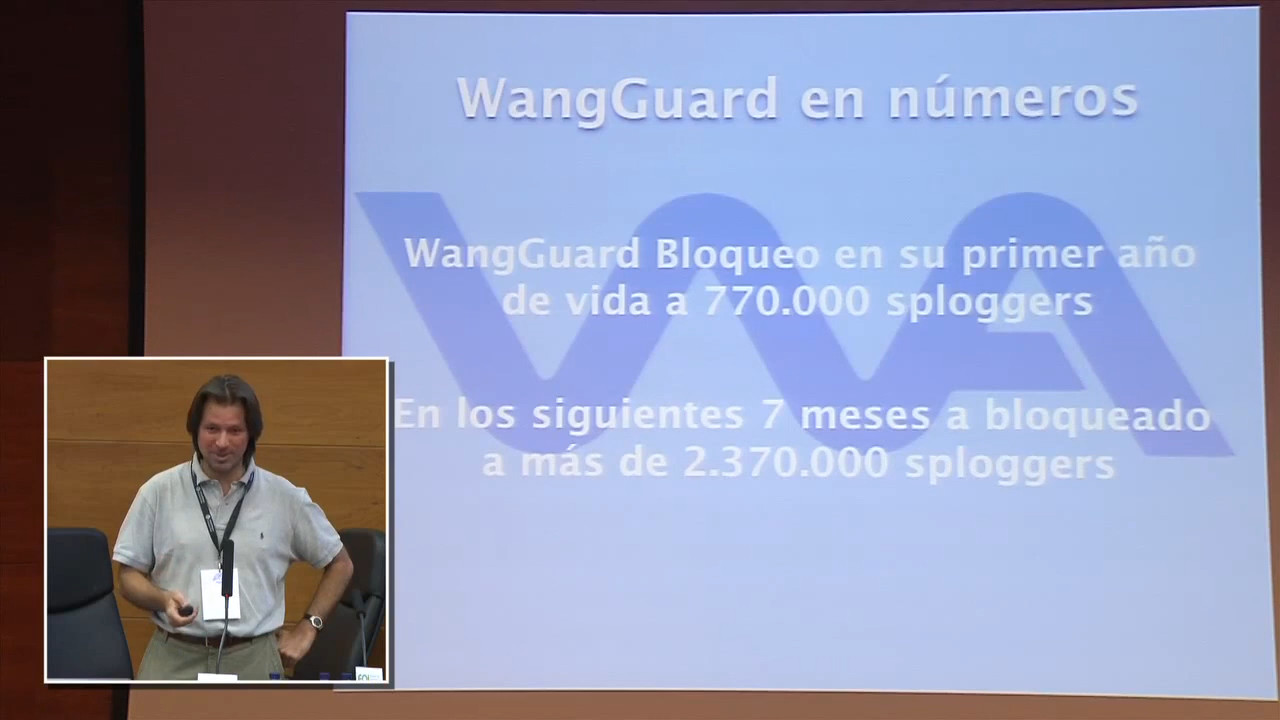 WangGuard en números
WangGuard Bloqueo en su primer año
de vida a 770.000 sploggers
En los siguientes 7 meses a bloqueado
a más de 2.370.000 sploggers
EOI